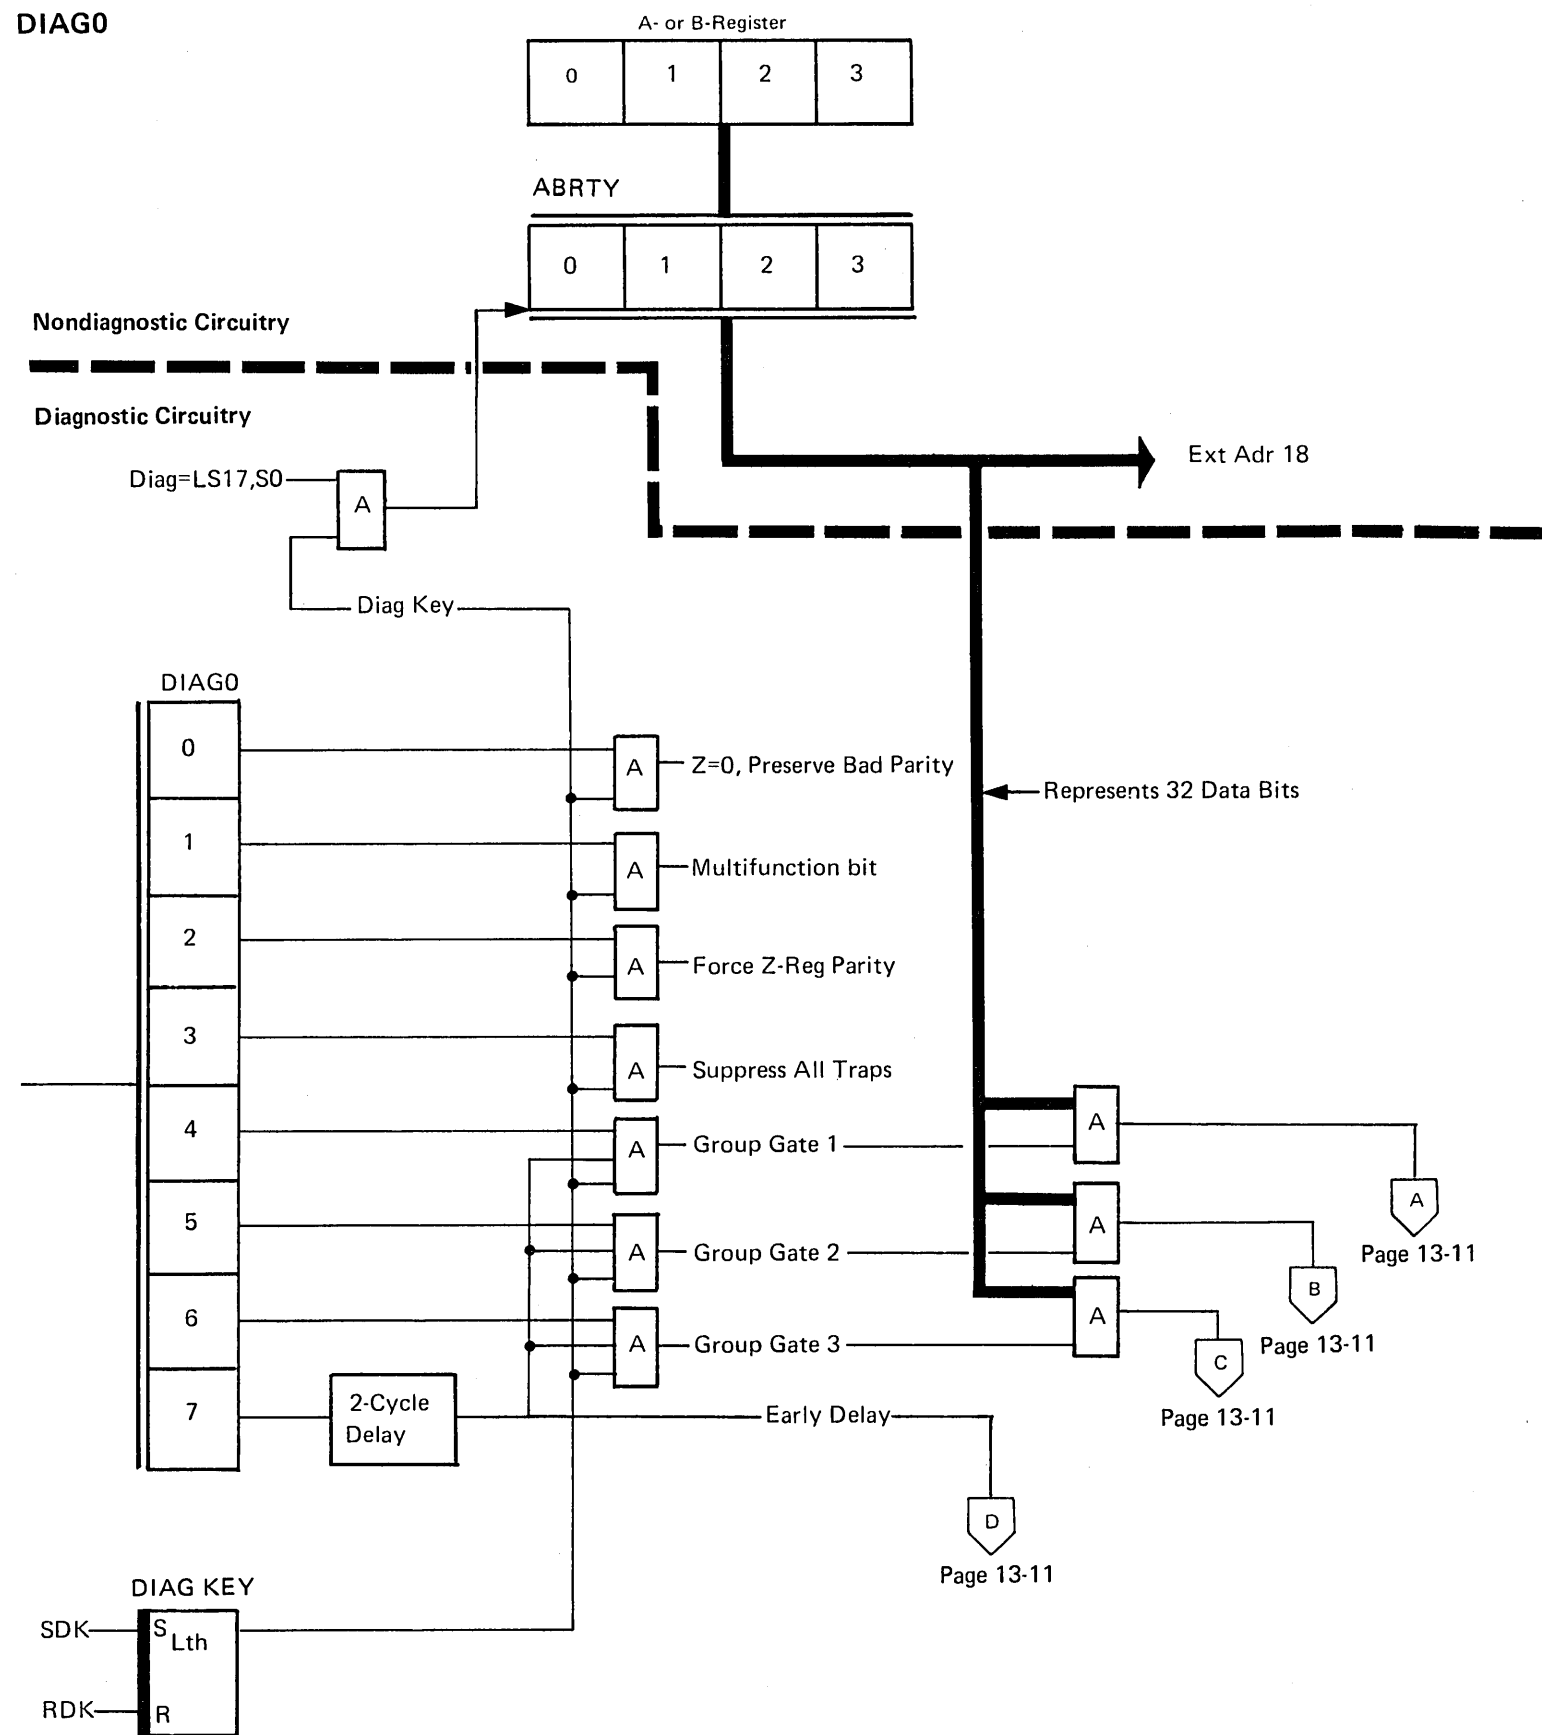 DIAG0
A- or B-Register
0 1 2 3
ABRTY
0 1 2 3
Nondiagnostic Circuitry
Diagnostic Circuitry
Ext Adr 18
Diag=LS17,S0
A
Diag Key
DIAG0
0
A
Z=0, Preserve Bad Parity
Represents 32 Data Bits
1
A
Multifunction bit
2
A
Force Z-Reg Parity
3
A
Suppress All Traps
4
A
Group Gate 1
A
A
Page 13-11
5
A
Group Gate 2
A
B
Page 13-11
6
A
Group Gate 3
A
C
Page 13-11
7
2-Cycle
Delay
Early Delay
D
Page 13-11
DIAG KEY
SDK
S
Lth
RDK
R